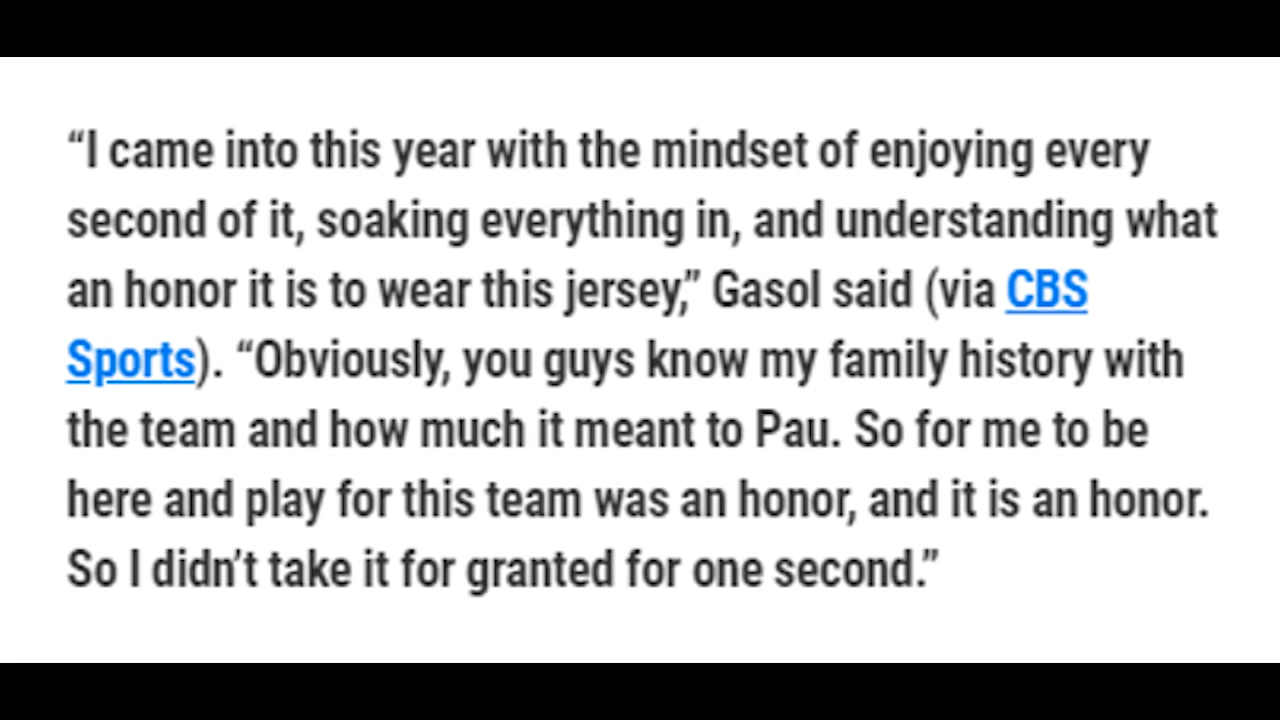 “I came into this year with the mindset of enjoying every
second of it, soaking everything in, and understanding what
an honor it is to wear this jersey,” Gasol said (via CBS
Sports). “Obviously, you guys know my family history with
the team and how much it meant to Pau. So for me to be
here and play for this team was an honor, and it is an honor.
So I didn’t take it for granted for one second.”